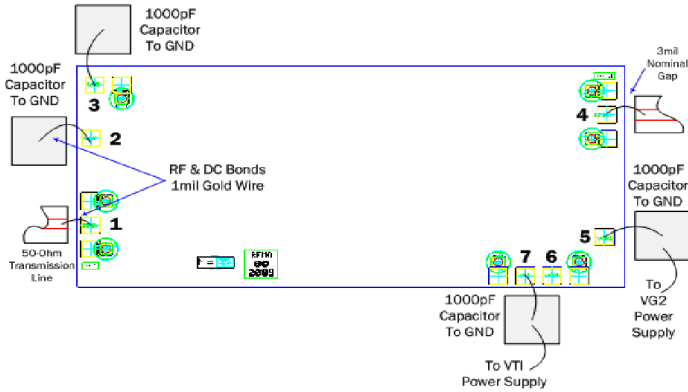 1000pF
Capacitor
To GND
1000pF
Capacitor
To GND
3
2
RF & DC Bonds
1mil Gold Wire
1
50-Ohm
Transmission
Line
3mil
Nominal
Gap
4
1000pF
Capacitor
To GND
5
7 6
2009
1000pF
Capacitor
To GND
To
VG2
Power
Supply
To VTI
Power Supply